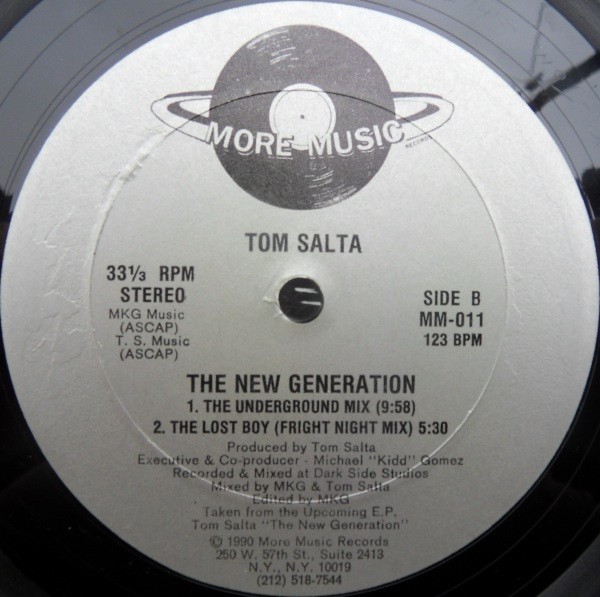 MORE MUSIC
RECORDS
TOM SALTA
33⅓ RPM
STEREO
MKG Music
(ASCAP)
T. S. Music
(ASCAP)
SIDE B
MM-011
123 BPM
THE NEW GENERATION
1. THE UNDERGROUND MIX (9:58)
2. THE LOST BOY (FRIGHT NIGHT MIX) 5:30
Produced by Tom Salta
Executive & Co-producer - Michael "Kidd" Gomez
Recorded & Mixed at Dark Side Studios
Mixed by MKG & Tom Salta
Edited by MKG
Taken from the Upcoming E.P.
Tom Salta "The New Generation"
© 1990 More Music Records
250 W. 57th St., Suite 2413
N.Y., N.Y. 10019
(212) 518-7544